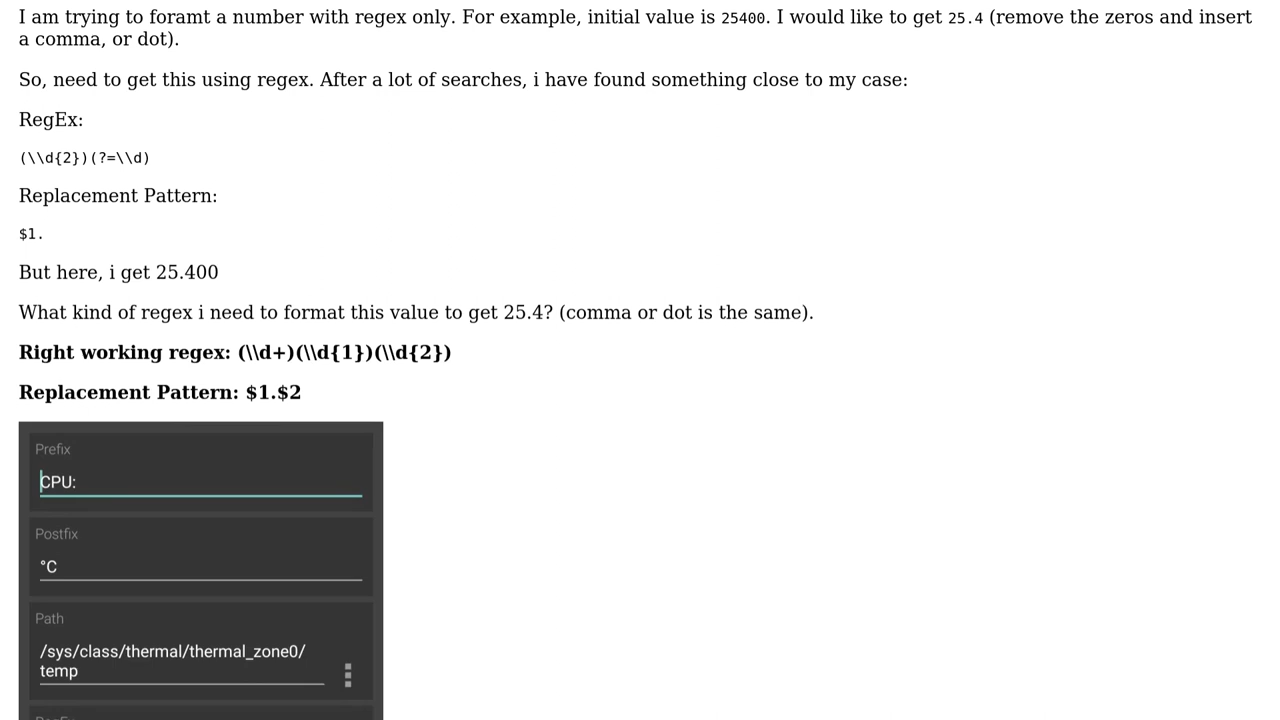 I am trying to foramt a number with regex only. For example, initial value is 25400. I would like to get 25.4 (remove the zeros and insert
a comma, or dot).
So, need to get this using regex. After a lot of searches, i have found something close to my case:
RegEx:
(\\d{2})(?=\\d)
Replacement Pattern:
$1.
But here, i get 25.400
What kind of regex i need to format this value to get 25.4? (comma or dot is the same).
Right working regex: (\\d+)(\\d{1})(\\d{2})
Replacement Pattern: $1.$2
Prefix
CPU:
Postfix
°C
Path
/sys/class/thermal/thermal_zone0/
temp